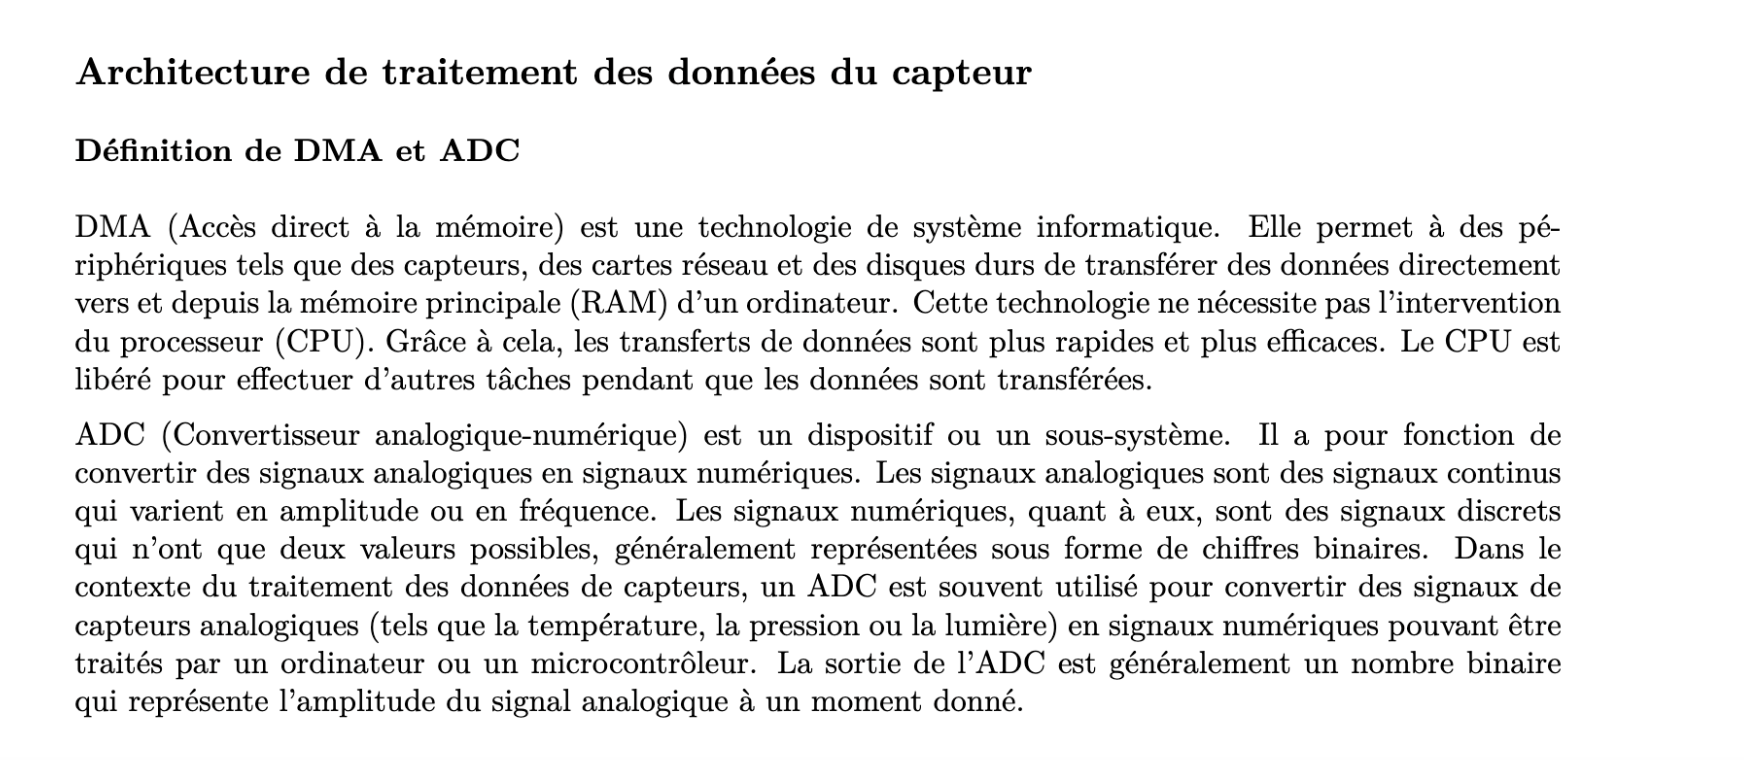 Architecture de traitement des données du capteur
Définition de DMA et ADC
DMA (Accès direct à la mémoire) est une technologie de système informatique. Elle permet à des pé-
riphériques tels que des capteurs, des cartes réseau et des disques durs de transférer des données directement
vers et depuis la mémoire principale (RAM) d'un ordinateur. Cette technologie ne nécessite pas l'intervention
du processeur (CPU). Grâce à cela, les transferts de données sont plus rapides et plus efficaces. Le CPU est
libéré pour effectuer d'autres tâches pendant que les données sont transférées.
ADC (Convertisseur analogique-numérique) est un dispositif ou un sous-système. Il a pour fonction de
convertir des signaux analogiques en signaux numériques. Les signaux analogiques sont des signaux continus
qui varient en amplitude ou en fréquence. Les signaux numériques, quant à eux, sont des signaux discrets
qui n'ont que deux valeurs possibles, généralement représentées sous forme de chiffres binaires. Dans le
contexte du traitement des données de capteurs, un ADC est souvent utilisé pour convertir des signaux de
capteurs analogiques (tels que la température, la pression ou la lumière) en signaux numériques pouvant être
traités par un ordinateur ou un microcontrôleur. La sortie de l'ADC est généralement un nombre binaire
qui représente l'amplitude du signal analogique à un moment donné.